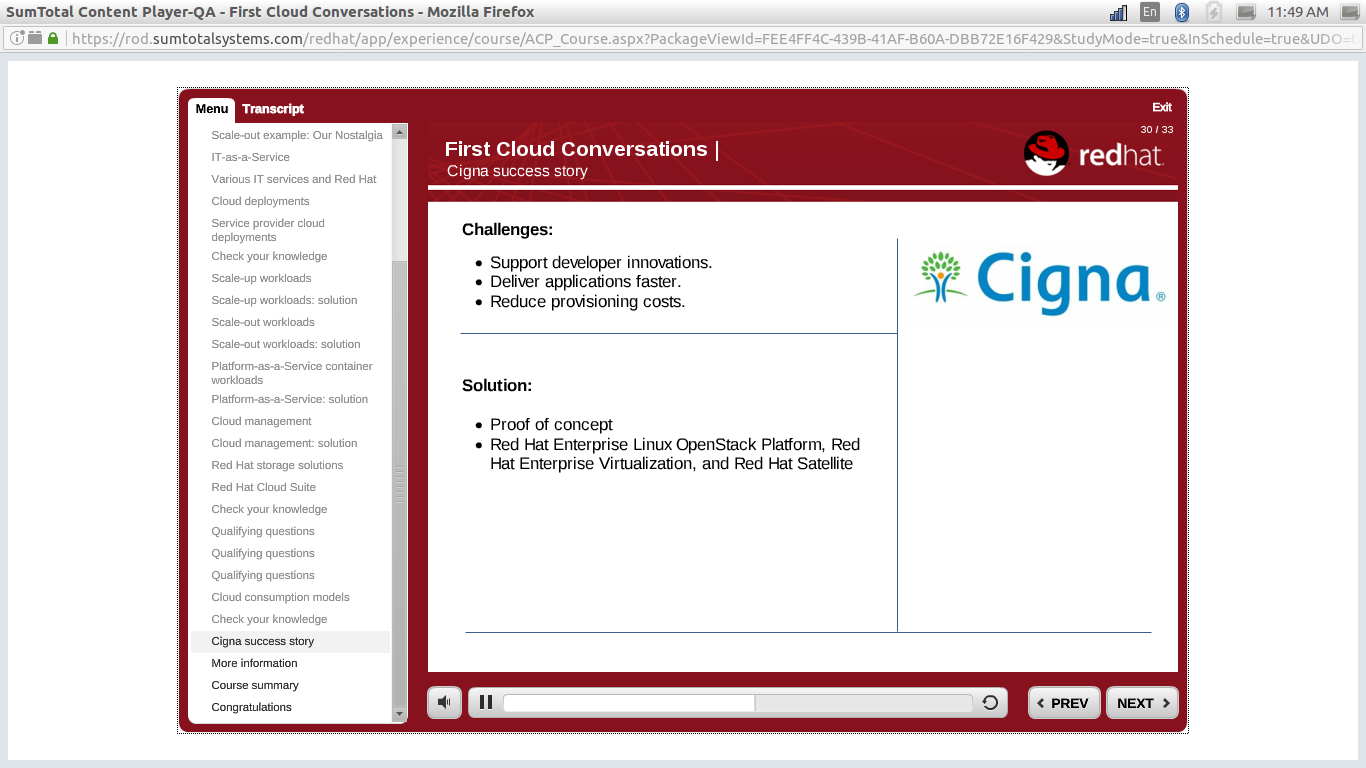 SumTotal Content Player-QA - First Cloud Conversations - Mozilla Firefox
En
11:49 AM
https://rod.sumtotalsystems.com/redhat/app/experience/course/ACP_Course.aspx?PackageViewId=FEE4FF4C-439B-41AF-B60A-DBB72E16F429&StudyMode=true&InSchedule=true&UDO=
Menu
Transcript
Exit
Scale-out example: Our Nostalgia
IT-as-a-Service
Various IT services and Red Hat
Cloud deployments
Service provider cloud
deployments
Check your knowledge
Scale-up workloads
Scale-up workloads: solution
Scale-out workloads
Scale-out workloads: solution
Platform-as-a-Service container
workloads
Platform-as-a-Service: solution
Cloud management
Cloud management: solution
Red Hat storage solutions
Red Hat Cloud Suite
Check your knowledge
Qualifying questions
Qualifying questions
Qualifying questions
Cloud consumption models
Check your knowledge
Cigna success story
More information
Course summary
Congratulations
30 / 33
First Cloud Conversations |
Cigna success story
redhat.
Challenges:
• Support developer innovations.
• Deliver applications faster.
• Reduce provisioning costs.
Cigna®
Solution:
• Proof of concept
• Red Hat Enterprise Linux OpenStack Platform, Red
Hat Enterprise Virtualization, and Red Hat Satellite
PREV
NEXT